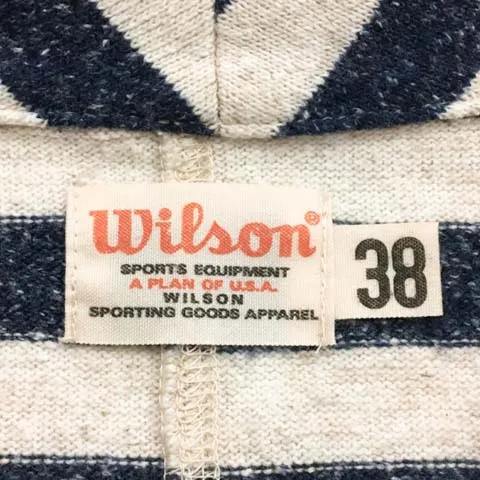 Wilson®
SPORTS EQUIPMENT
A PLAN OF U.S.A.
WILSON
SPORTING GOODS APPAREL
38